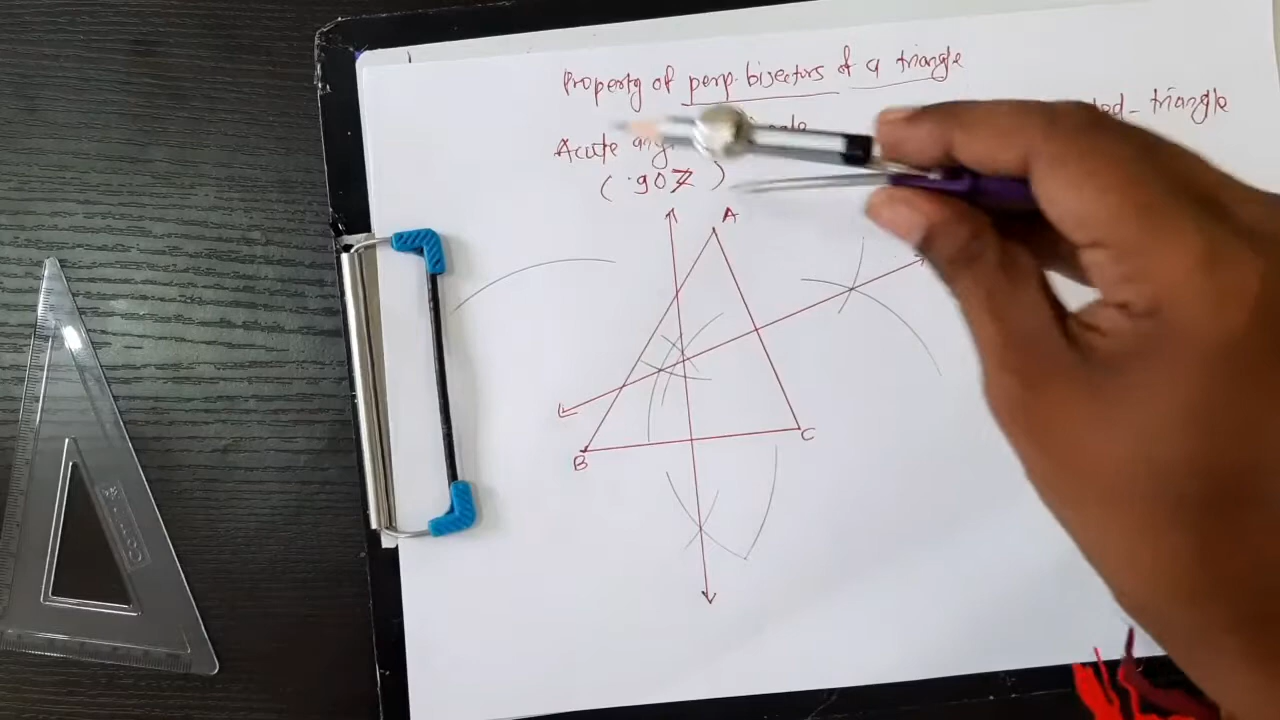 Property of perp. bisectors of a triangle
Acute
triangle
(90>)
A
B
C